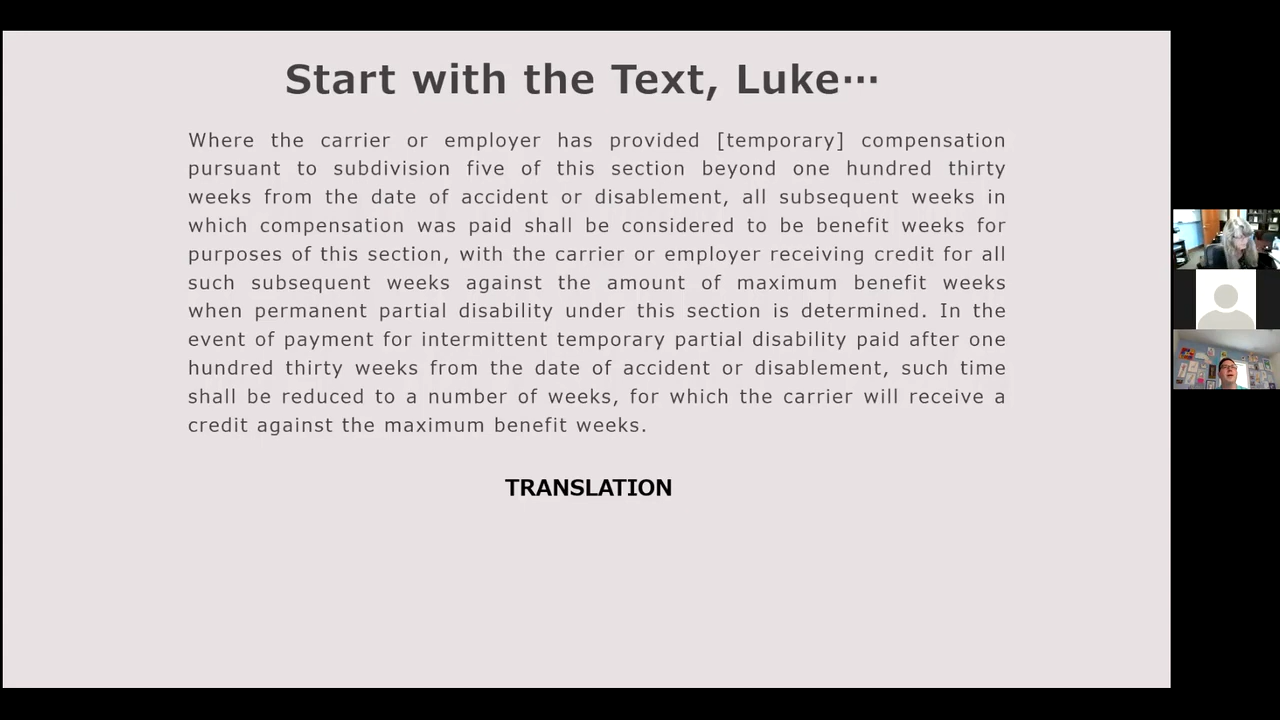 Start with the Text, Luke…
Where the carrier or employer has provided [temporary] compensation
pursuant to subdivision five of this section beyond one hundred thirty
weeks from the date of accident or disablement, all subsequent weeks in
which compensation was paid shall be considered to be benefit weeks for
purposes of this section, with the carrier or employer receiving credit for all
such subsequent weeks against the amount of maximum benefit weeks
when permanent partial disability under this section is determined. In the
event of payment for intermittent temporary partial disability paid after one
hundred thirty weeks from the date of accident or disablement, such time
shall be reduced to a number of weeks, for which the carrier will receive a
credit against the maximum benefit weeks.
TRANSLATION